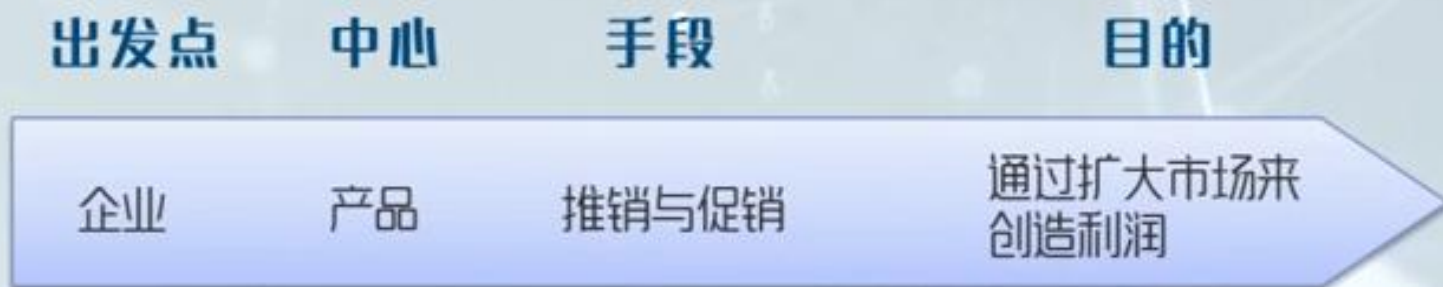 出发点 中心 手段 目的
企业 产品 推销与促销 通过扩大市场来
创造利润